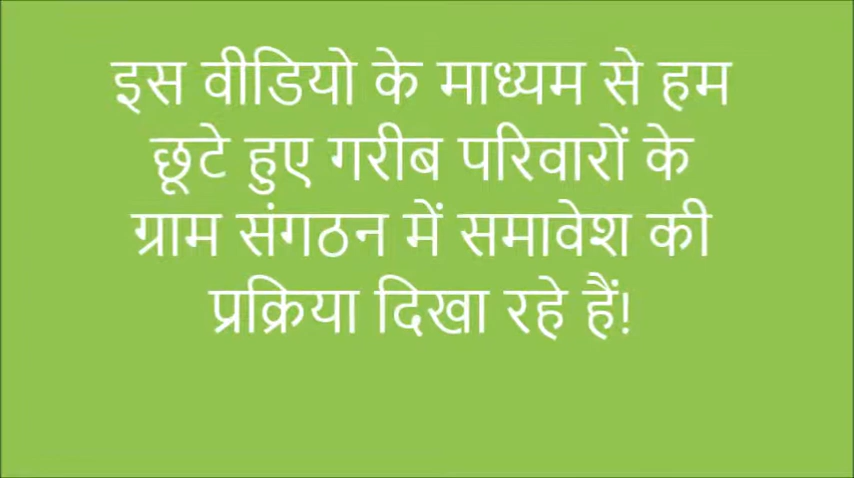 इस वीडियो के माध्यम से हम
छूटे हुए गरीब परिवारों के
ग्राम संगठन में समावेश की
प्रक्रिया दिखा रहे हैं!